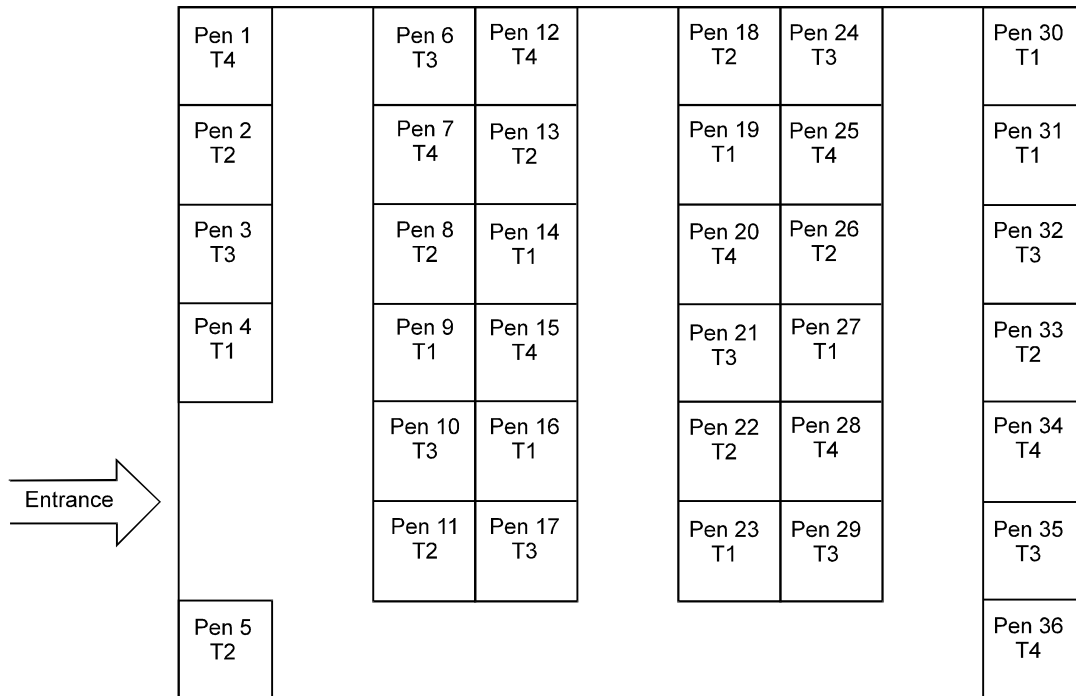 Pen 1
T4
Pen 2
T2
Pen 3
T3
Pen 4
T1
Entrance
Pen 5
T2
Pen 6
T3
Pen 7
T4
Pen 8
T2
Pen 9
T1
Pen 10
T3
Pen 11
T2
Pen 12
T4
Pen 13
T2
Pen 14
T1
Pen 15
T4
Pen 16
T1
Pen 17
T3
Pen 18
T2
Pen 19
T1
Pen 20
T4
Pen 21
T3
Pen 22
T2
Pen 23
T1
Pen 24
T3
Pen 25
T4
Pen 26
T2
Pen 27
T1
Pen 28
T4
Pen 29
T3
Pen 30
T1
Pen 31
T1
Pen 32
T3
Pen 33
T2
Pen 34
T4
Pen 35
T3
Pen 36
T4